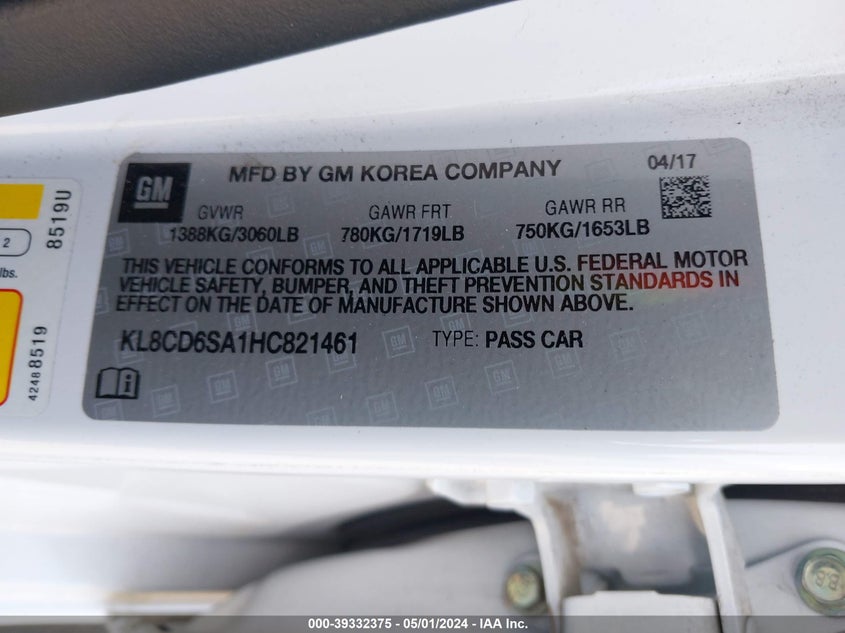 GM
MFD BY GM KOREA COMPANY
04/17
GVWR GAWR FRT GAWR RR
1388KG/3060LB 780KG/1719LB 750KG/1653LB
THIS VEHICLE CONFORMS TO ALL APPLICABLE U.S. FEDERAL MOTOR
VEHICLE SAFETY, BUMPER, AND THEFT PREVENTION STANDARDS IN
EFFECT ON THE DATE OF MANUFACTURE SHOWN ABOVE.
KL8CD6SA1HC821461 TYPE: PASS CAR
8519U
2
lbs.
42488519
B.B
000-39332375 - 05/01/2024 - IAA Inc.